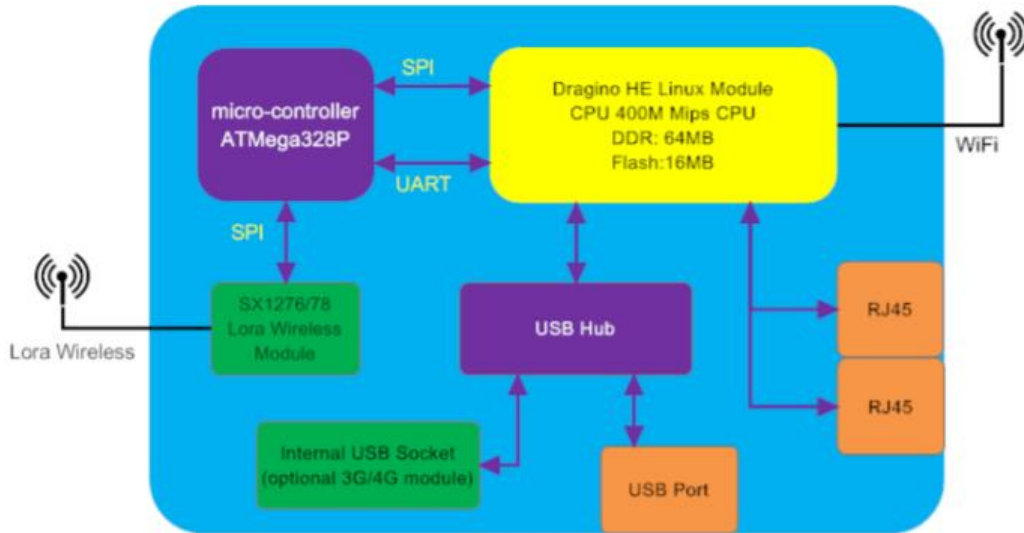 SPI
micro-controller
ATMega328P
Dragino HE Linux Module
CPU 400M Mips CPU
DDR: 64MB
Flash:16MB
WiFi
UART
SPI
SX1276/78
Lora Wireless
Module
Lora Wireless
USB Hub
RJ45
RJ45
Internal USB Socket
(optional 3G/4G module)
USB Port